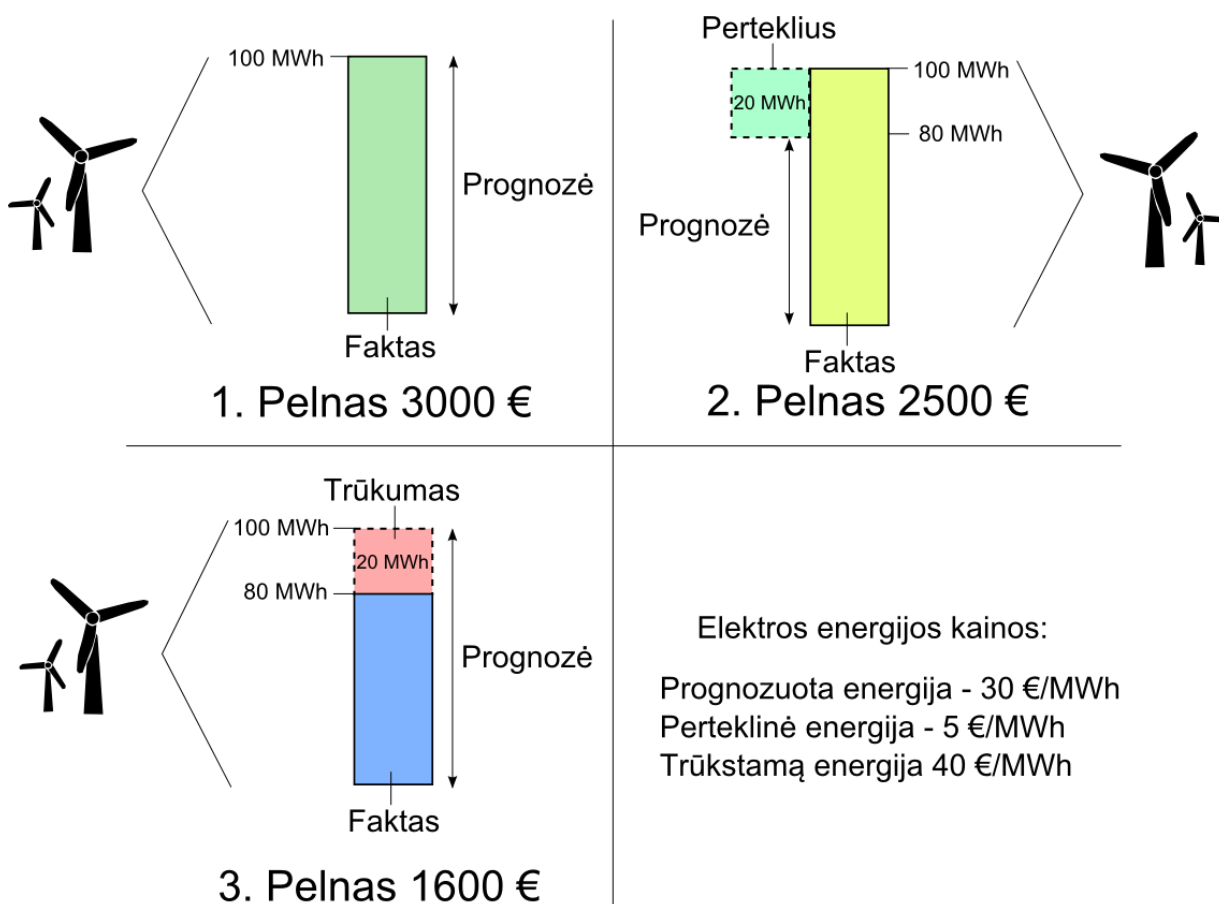 100 MWh
Prognozė
Faktas
1. Pelnas 3000 €
Perteklius
20 MWh
100 MWh
80 MWh
Prognozė
Faktas
2. Pelnas 2500 €
Trūkumas
100 MWh
20 MWh
80 MWh
Prognozė
Faktas
3. Pelnas 1600 €
Elektros energijos kainos:
Prognozuota energija - 30 €/MWh
Perteklinė energija - 5 €/MWh
Trūkstamą energija 40 €/MWh